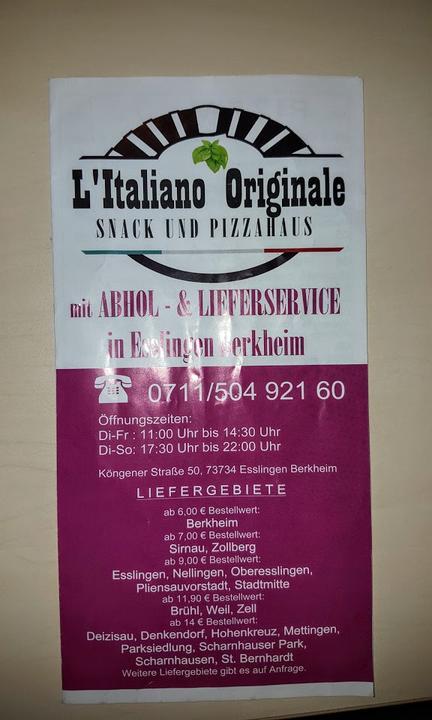 L'Italiano Originale
SNACK UND PIZZAHAUS
mit ABHOL - & LIEFERSERVICE
in Esslingen Berkheim
0711/504 921 60
Öffnungszeiten:
Di-Fr : 11:00 Uhr bis 14:30 Uhr
Di-So: 17:30 Uhr bis 22:00 Uhr
Köngener Straße 50, 73734 Esslingen Berkheim
LIEFERGEBIETE
ab 6,00 € Bestellwert:
Berkheim
ab 7,00 € Bestellwert:
Sirnau, Zollberg
ab 9,00 € Bestellwert:
Esslingen, Nellingen, Oberesslingen,
Pliensauvorstadt, Stadtmitte
ab 11,90 € Bestellwert:
Brühl, Weil, Zell
ab 14 € Bestellwert:
Deizisau, Denkendorf, Hohenkreuz, Mettingen,
Parksiedlung, Scharnhauser Park,
Scharnhausen, St. Bernhardt
Weitere Liefergebiete gibt es auf Anfrage.